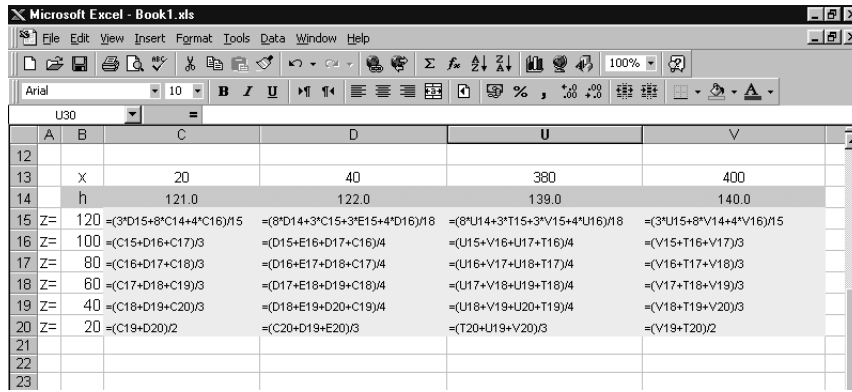 Microsoft Excel - Book1.xls
File Edit View Insert Format Tools Data Window Help
100%
Arial 10 B I U % ,
U30 =
A B C D U V
12
13 x 20 40 380 400
14 h 121.0 122.0 139.0 140.0
15 Z= 120 =(3*D15+8*C14+4*C16)/15 =(8*D14+3*C15+3*E15+4*D16)/18 =(8*U14+3*T15+3*V15+4*U16)/18 =(3*U15+8*V14+4*V16)/15
16 Z= 100 =(C15+D16+C17)/3 =(D15+E16+D17+C16)/4 =(U15+V16+U17+T16)/4 =(V15+T16+V17)/3
17 Z= 80 =(C16+D17+C18)/3 =(D16+E17+D18+C17)/4 =(U16+V17+U18+T17)/4 =(V16+T17+V18)/3
18 Z= 60 =(C17+D18+C19)/3 =(D17+E18+D19+C18)/4 =(U17+V18+U19+T18)/4 =(V17+T18+V19)/3
19 Z= 40 =(C18+D19+C20)/3 =(D18+E19+D20+C19)/4 =(U18+V19+U20+T19)/4 =(V18+T19+V20)/3
20 Z= 20 =(C19+D20)/2 =(C20+D19+E20)/3 =(T20+U19+V20)/3 =(V19+T20)/2
21
22
23